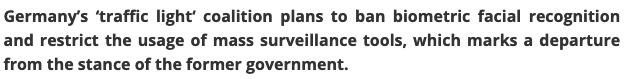 Germany’s ‘traffic light‘ coalition plans to ban biometric facial recognition
and restrict the usage of mass surveillance tools, which marks a departure
from the stance of the former government.